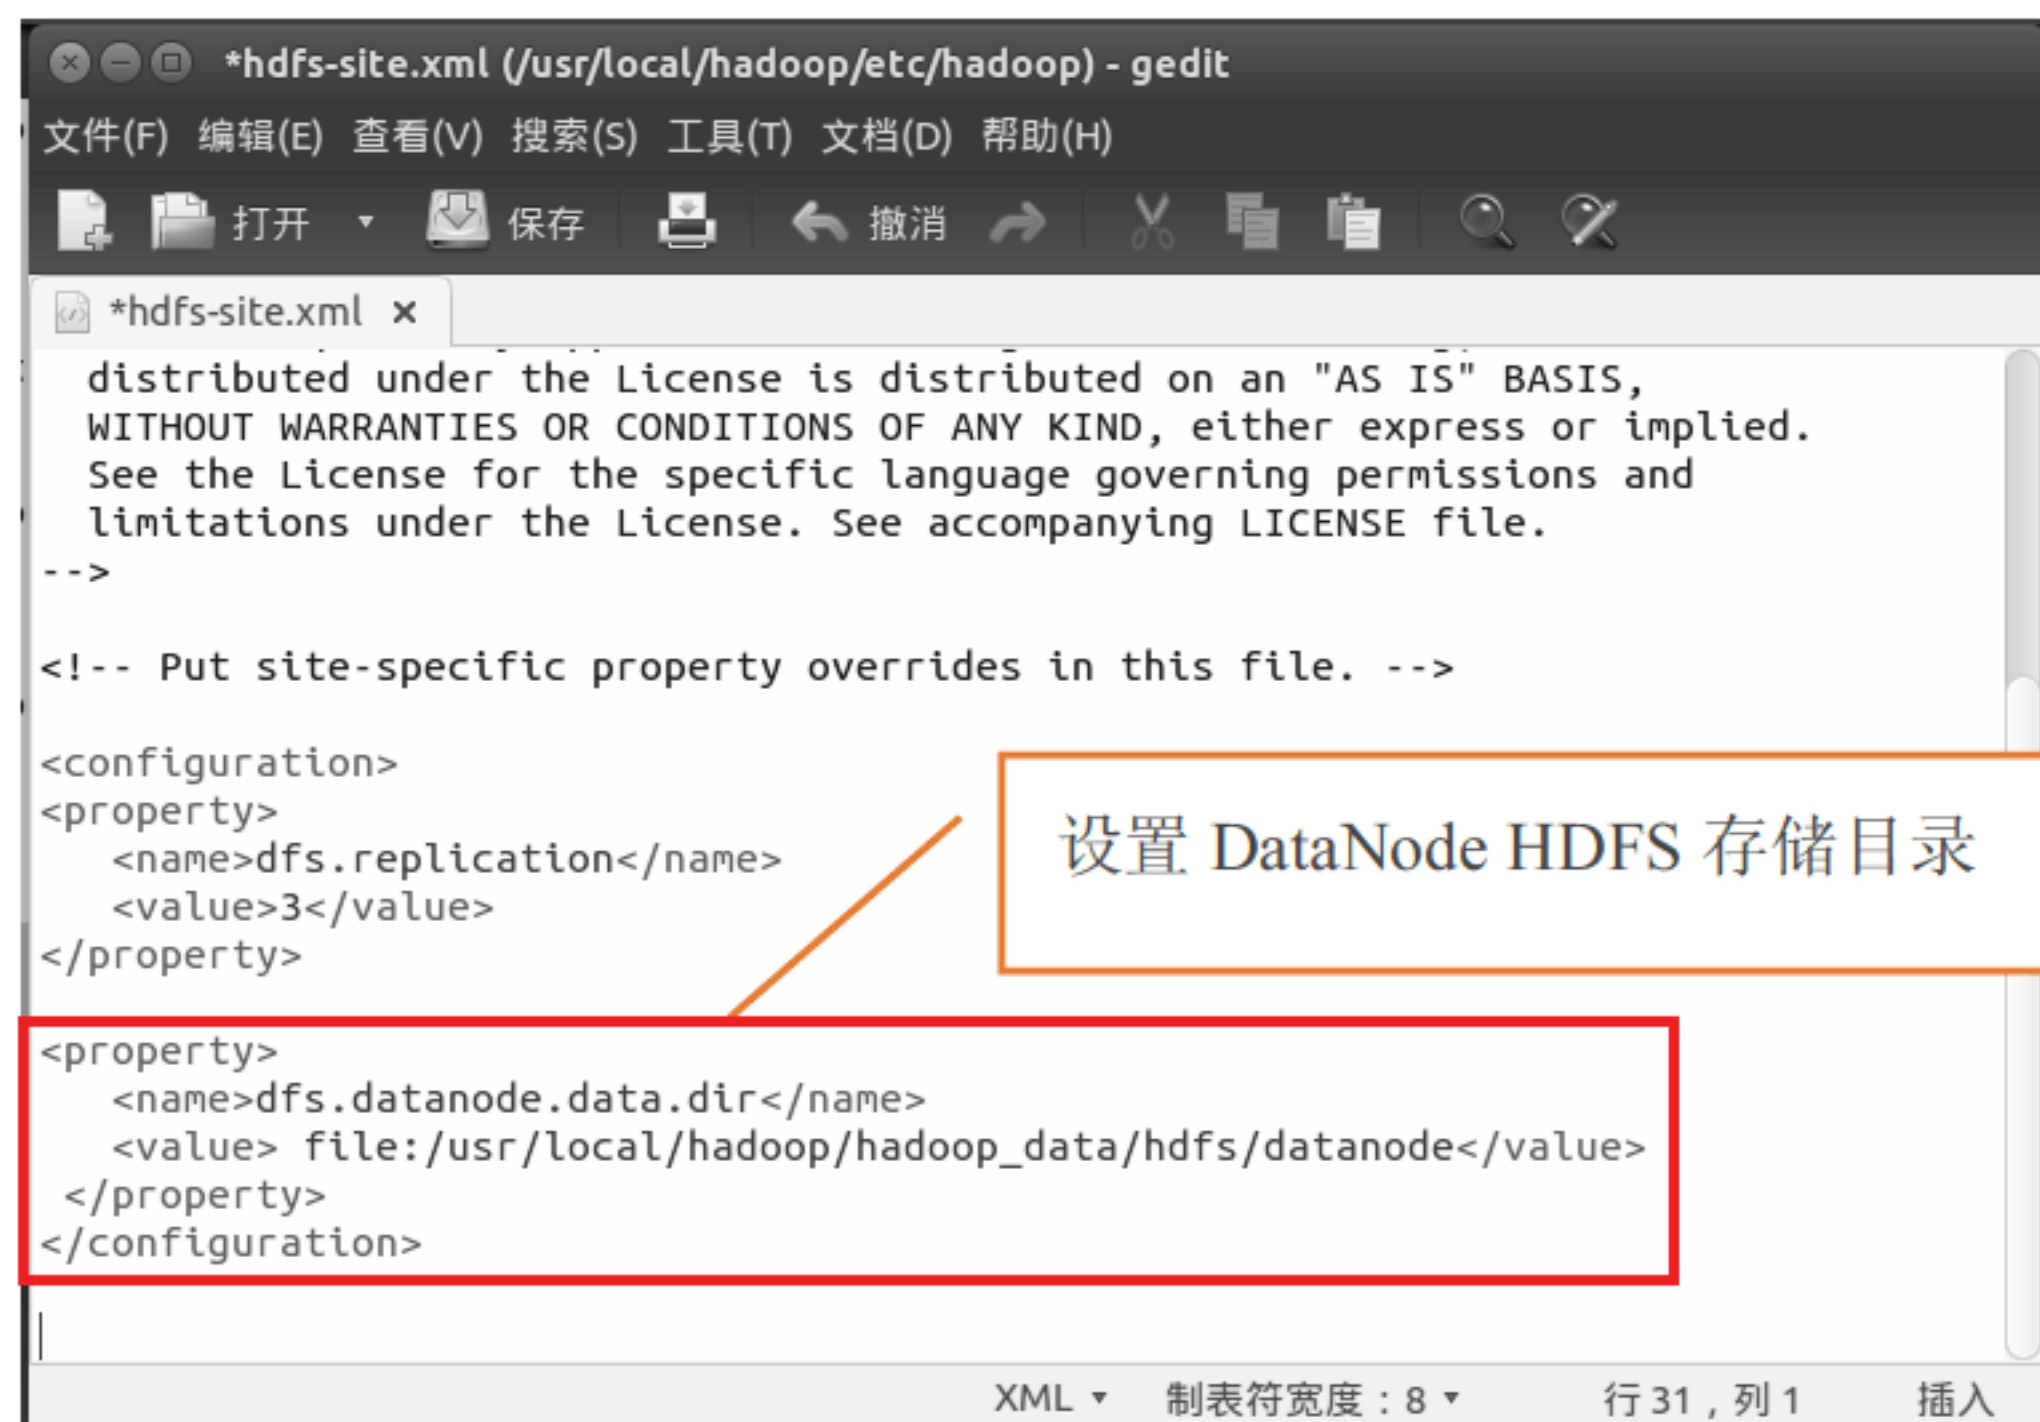 *hdfs-site.xml (/usr/local/hadoop/etc/hadoop) - gedit
文件(F) 编辑(E) 查看(V) 搜索(S) 工具(T) 文档(D) 帮助(H)
打开 保存 撤消
*hdfs-site.xml ×
distributed under the License is distributed on an "AS IS" BASIS,
WITHOUT WARRANTIES OR CONDITIONS OF ANY KIND, either express or implied.
See the License for the specific language governing permissions and
limitations under the License. See accompanying LICENSE file.
-->
<!-- Put site-specific property overrides in this file. -->
<configuration>
<property>
<name>dfs.replication</name>
<value>3</value>
</property>
设置 DataNode HDFS 存储目录
<property>
<name>dfs.datanode.data.dir</name>
<value> file:/usr/local/hadoop/hadoop_data/hdfs/datanode</value>
</property>
</configuration>
XML 制表符宽度：8 行 31，列 1 插入